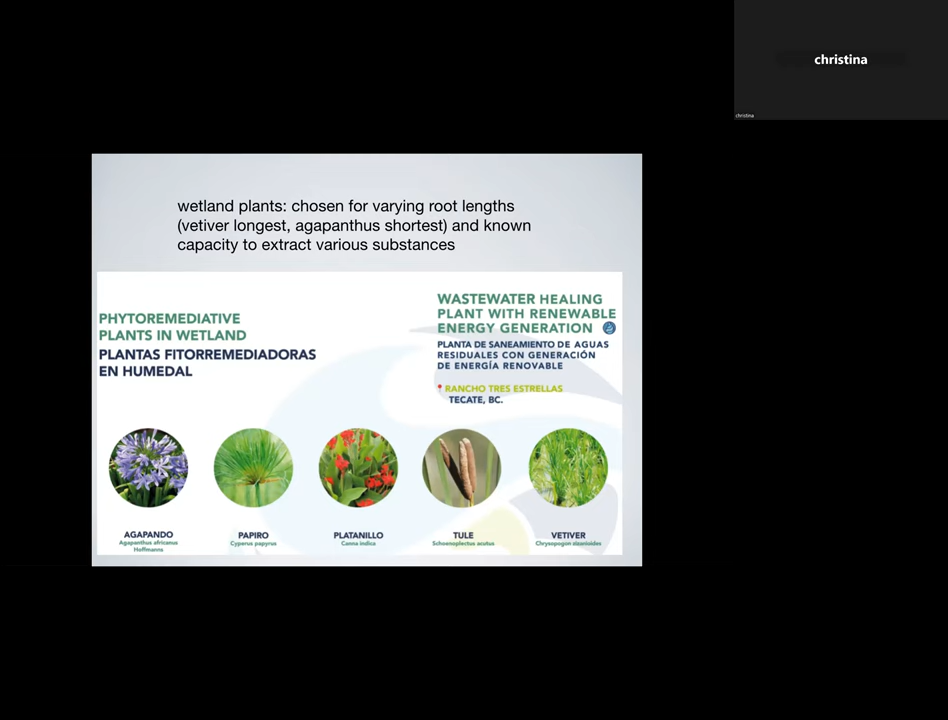 christina
christina
wetland plants: chosen for varying root lengths
(vetiver longest, agapanthus shortest) and known
capacity to extract various substances
PHYTOREMEDIATIVE
PLANTS IN WETLAND
PLANTAS FITORREMEDIADORAS
EN HUMEDAL
WASTEWATER HEALING
PLANT WITH RENEWABLE
ENERGY GENERATION
PLANTA DE SANEAMIENTO DE AGUAS
RESIDUALES CON GENERACIÓN
DE ENERGÍA RENOVABLE
RANCHO TRES ESTRELLAS
TECATE, BC.
AGAPANDO
Agapanthus africanus
Hoffmanns
PAPIRO
Cyperus papyrus
PLATANILLO
Canna indica
TULE
Schoenoplectus acutus
VETIVER
Chrysopogon zizanioides